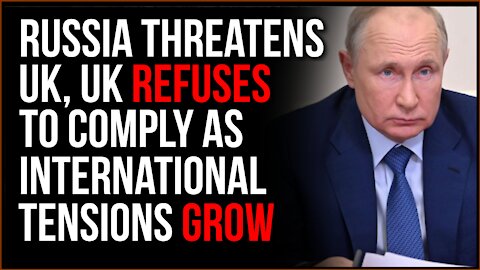 RUSSIA THREATENS
UK, UK REFUSES
TO COMPLY AS
INTERNATIONAL
TENSIONS GROW